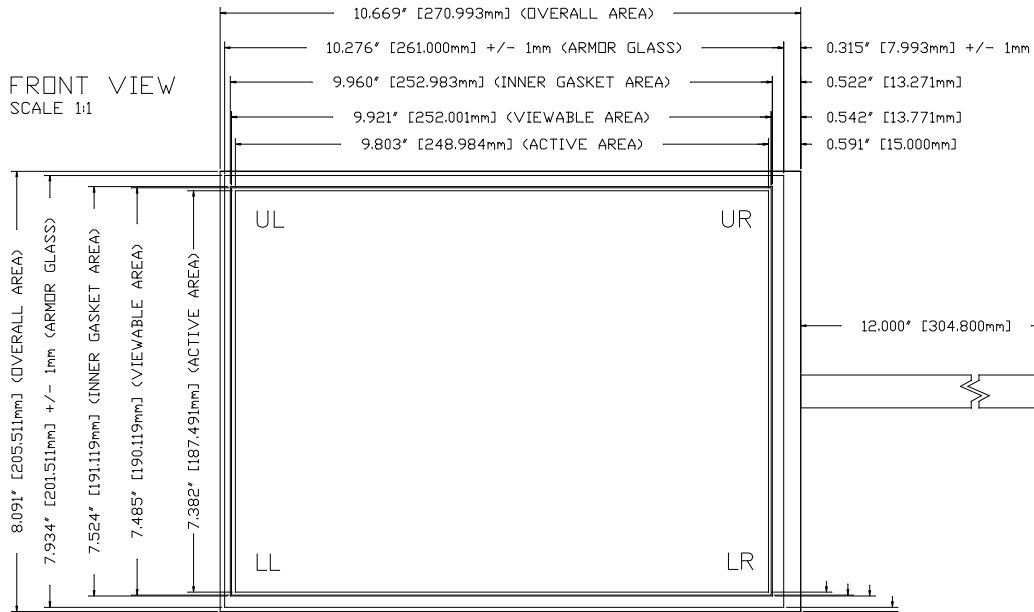 10.669" [270.993mm] (OVERALL AREA)
10.276" [261.000mm] +/- 1mm (ARMOR GLASS)
0.315" [7.993mm] +/- 1mm
FRONT VIEW
SCALE 1:1
9.960" [252.983mm] (INNER GASKET AREA)
0.522" [13.271mm]
9.921" [252.001mm] (VIEWABLE AREA)
0.542" [13.771mm]
9.803" [248.984mm] (ACTIVE AREA)
0.591" [15.000mm]
8.091" [205.511mm] (OVERALL AREA)
7.934" [201.511mm] +/- 1mm (ARMOR GLASS)
7.524" [191.119mm] (INNER GASKET AREA)
7.485" [190.119mm] (VIEWABLE AREA)
7.382" [187.491mm] (ACTIVE AREA)
UL
UR
12.000" [304.800mm]
LL
LR